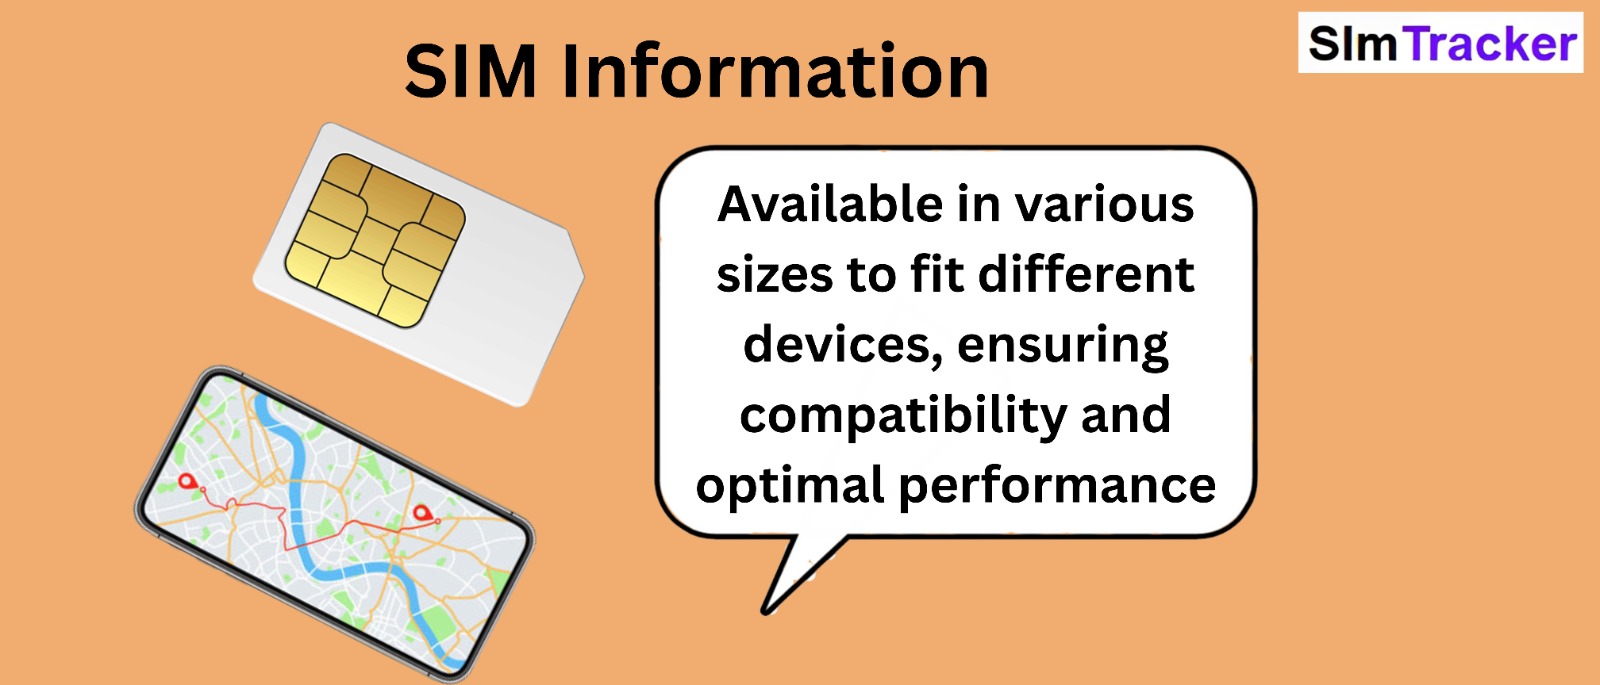 SIM Information
SImTracker
Available in various
sizes to fit different
devices, ensuring
compatibility and
optimal performance